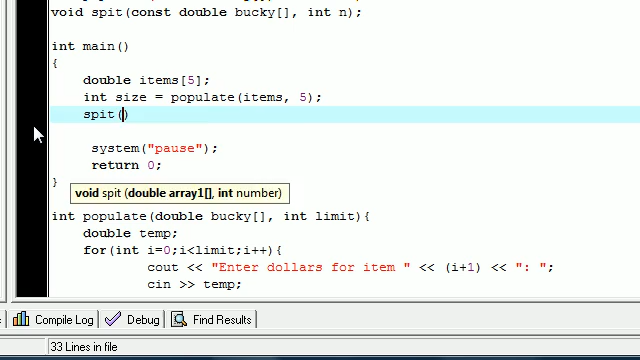 void spit(const double bucky[], int n);
int main()
{
double items[5];
int size = populate(items, 5);
spit()
system("pause");
return 0;
}
void spit (double array1[], int number)
int populate(double bucky[], int limit){
double temp;
for(int i=0;i<limit;i++){
cout << "Enter dollars for item " << (i+1) << ": ";
cin >> temp;
Compile Log Debug Find Results
33 Lines in file